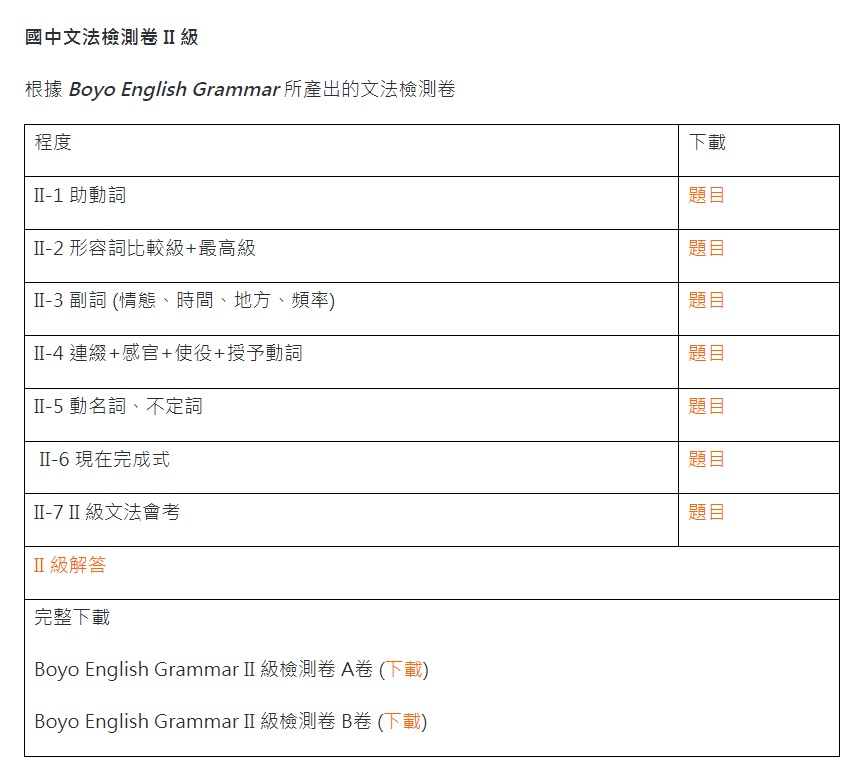 國中文法檢測卷 II 級
根據 Boyo English Grammar 所產出的文法檢測卷
程度 下載
II-1 助動詞 題目
II-2 形容詞比較級+最高級 題目
II-3 副詞 (情態、時間、地方、頻率) 題目
II-4 連綴+感官+使役+授予動詞 題目
II-5 動名詞、不定詞 題目
II-6 現在完成式 題目
II-7 II 級文法會考 題目
II 級解答
完整下載
Boyo English Grammar II 級檢測卷 A卷 (下載)
Boyo English Grammar II 級檢測卷 B卷 (下載)